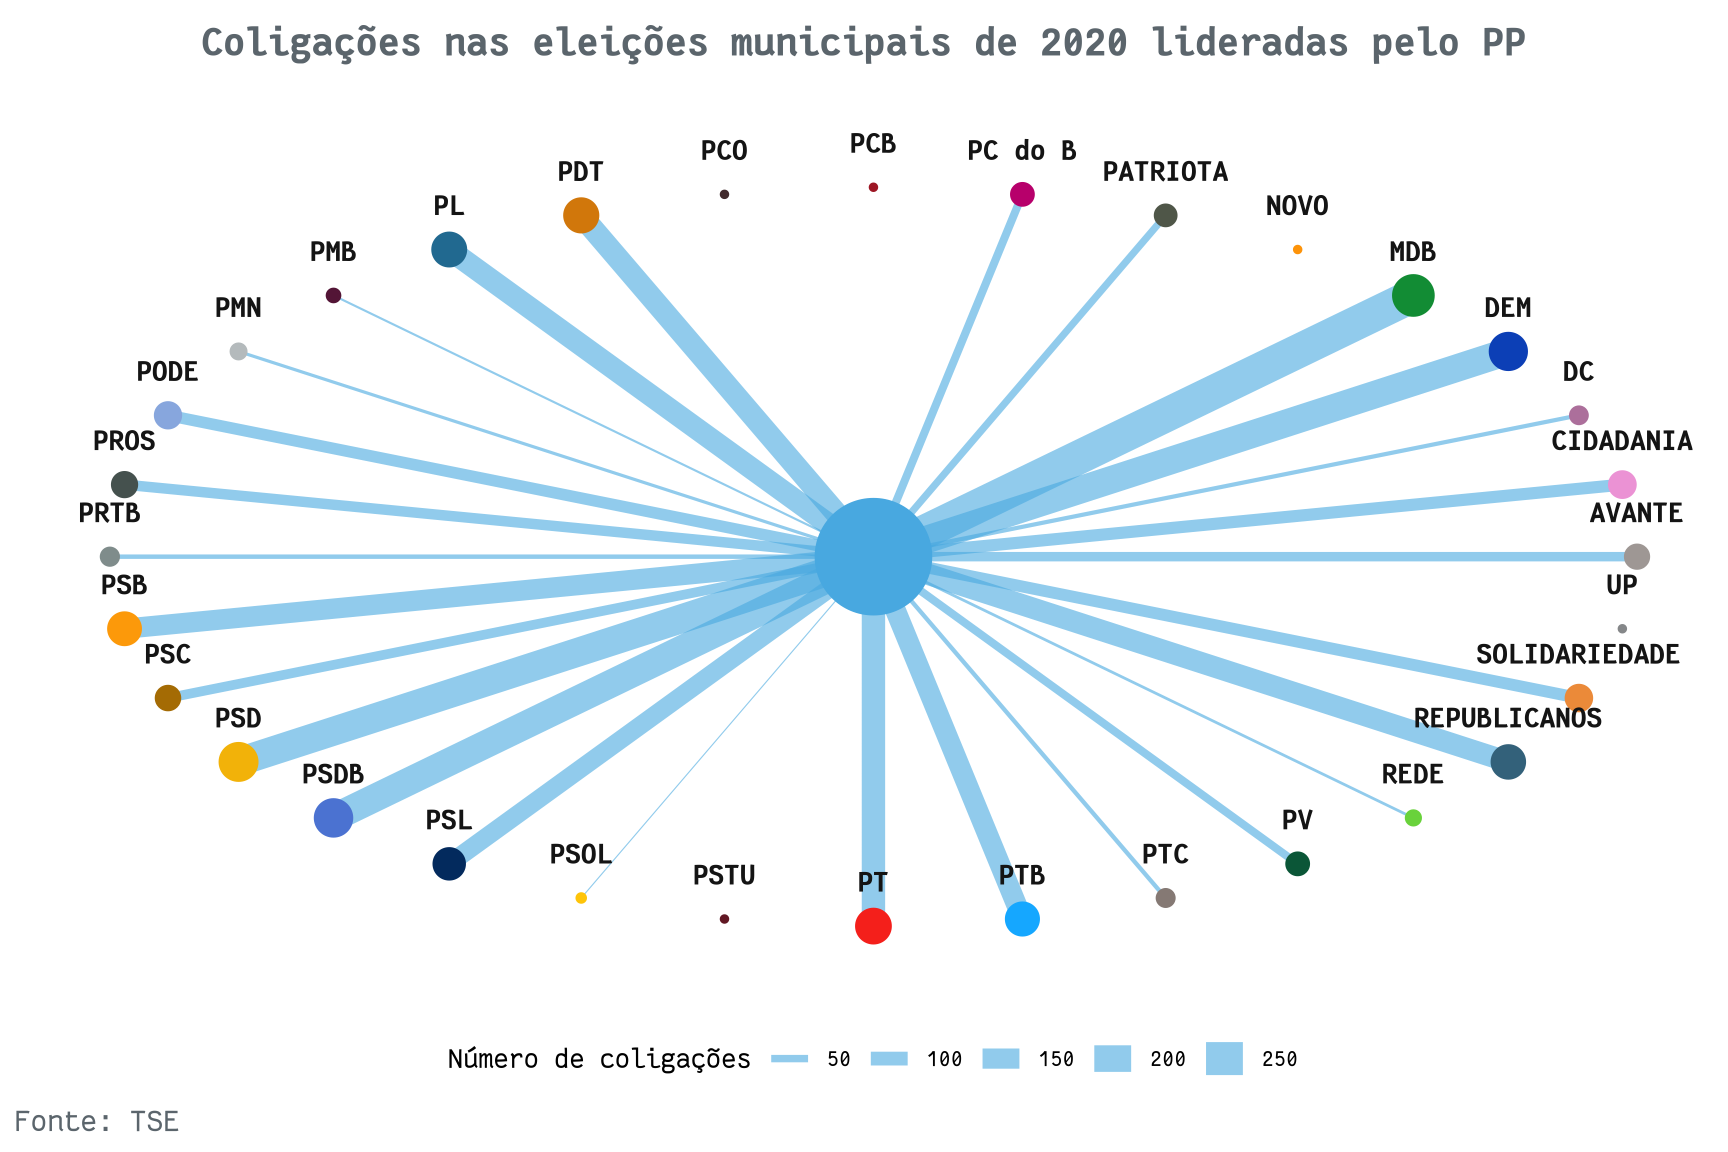 Coligações nas eleições municipais de 2020 lideradas pelo PP
PCB
PCO
PC do B
PDT
PATRIOTA
PL
NOVO
PMB
MDB
PMN
DEM
PODE
DC
PROS
CIDADANIA
PRTB
AVANTE
PSB
UP
PSC
SOLIDARIEDADE
PSD
REPUBLICANOS
PSDB
REDE
PSL
PV
PSOL
PTC
PSTU
PTB
PT
Número de coligações 50 100 150 200 250
Fonte: TSE